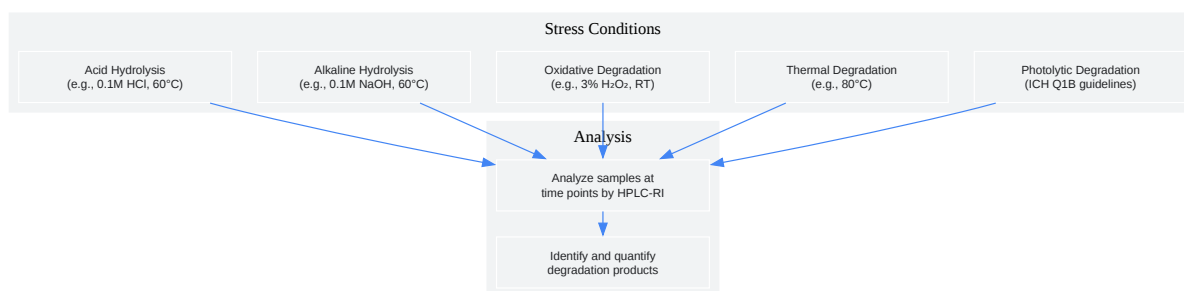 Stress Conditions
Acid Hydrolysis
(e.g., 0.1M HCl, 60°C)
Alkaline Hydrolysis
(e.g., 0.1M NaOH, 60°C)
Oxidative Degradation
(e.g., 3% H₂O₂, RT)
Thermal Degradation
(e.g., 80°C)
Photolytic Degradation
(ICH Q1B guidelines)
Analysis
Analyze samples at
time points by HPLC-RI
Identify and quantify
degradation products